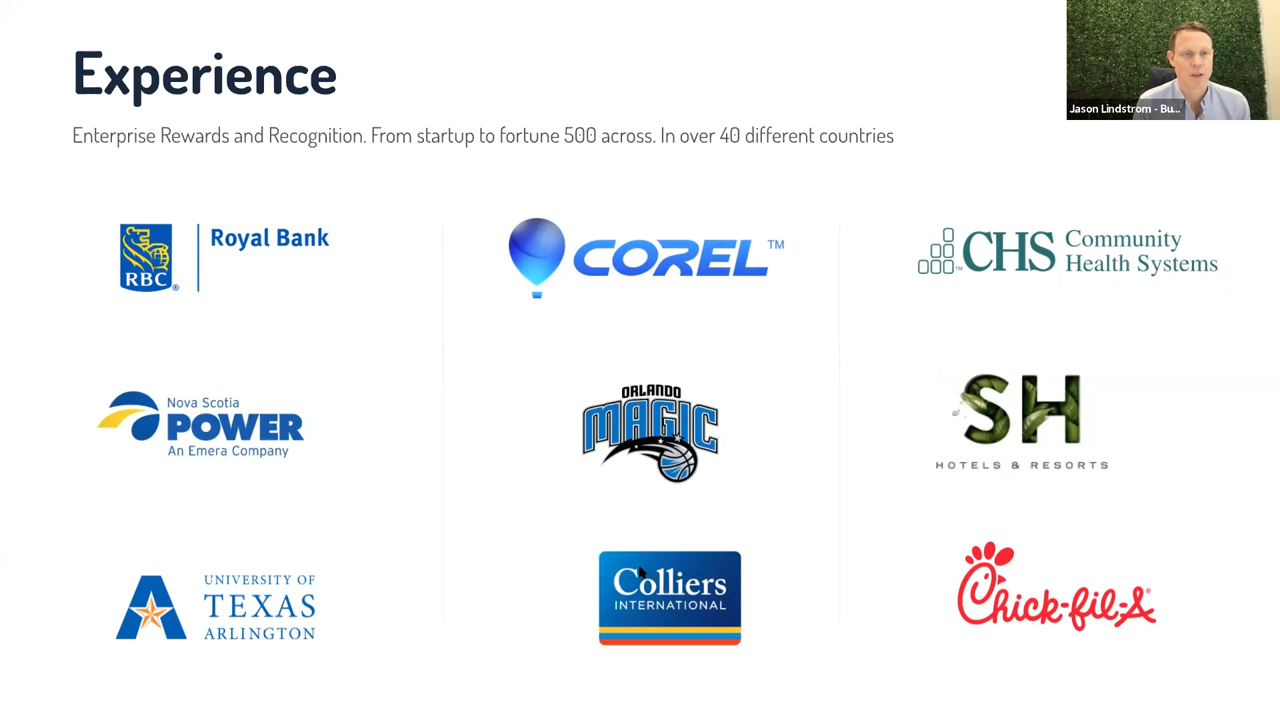 Experience
Enterprise Rewards and Recognition. From startup to fortune 500 across. In over 40 different countries
Jason Lindstrom - Bu...
RBC®
Royal Bank
COREL™
™CHS
Community
Health Systems
Nova Scotia
POWER
An Emera Company
ORLANDO
MAGIC
SH
HOTELS & RESORTS
UNIVERSITY OF
TEXAS
ARLINGTON
Colliers
INTERNATIONAL
Chick-fil-A®